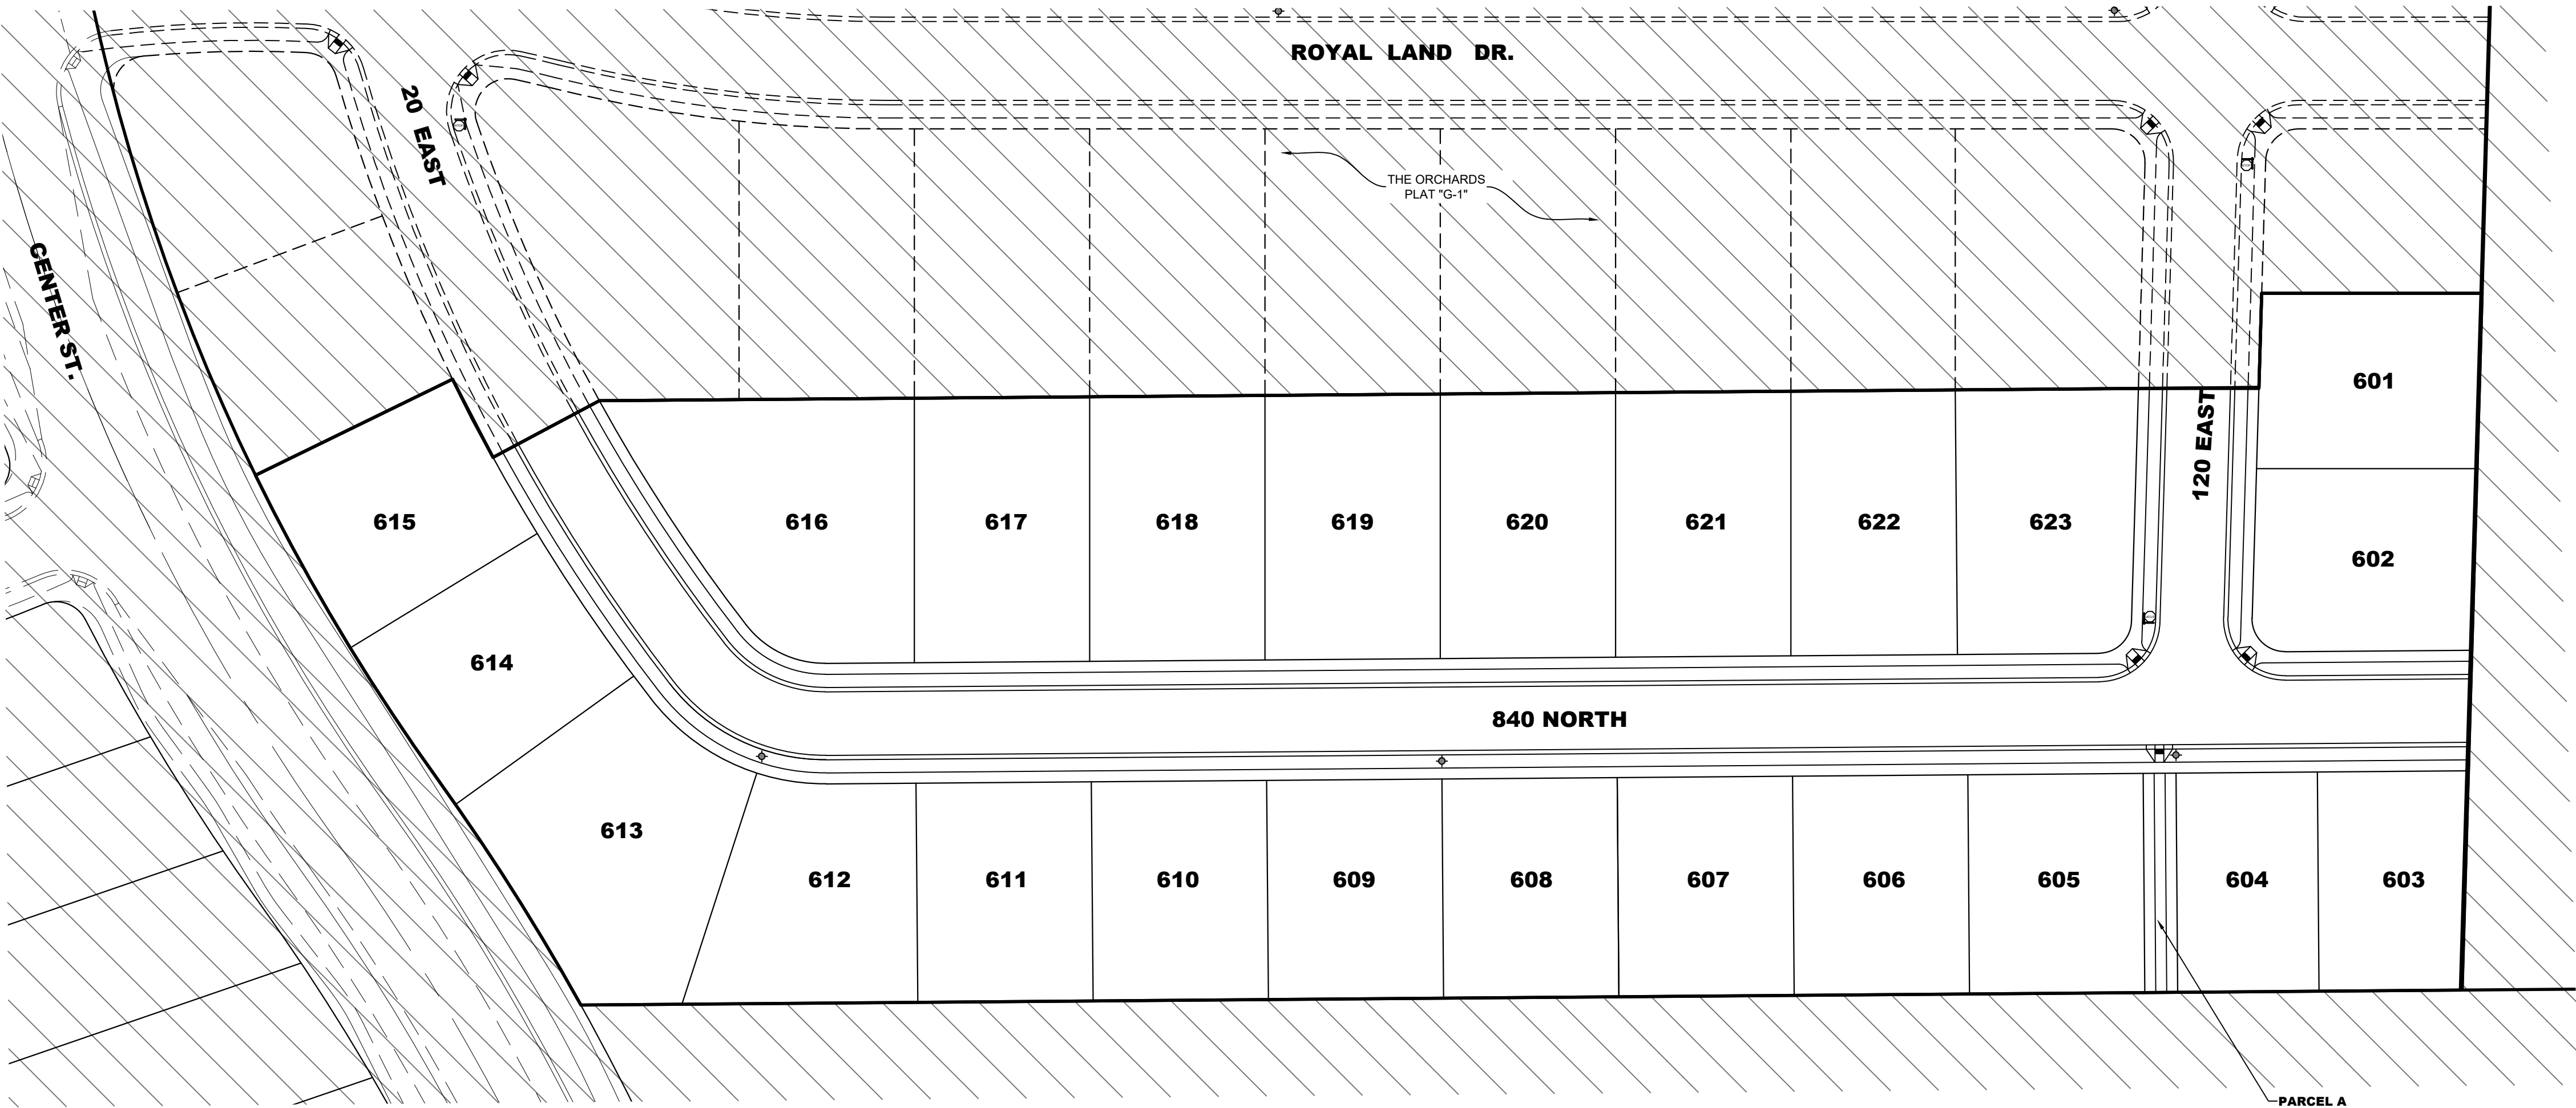 ROYAL LAND DR.
20 EAST
THE ORCHARDS
PLAT "G-1"
CENTER ST.
601
120 EAST
615
616
617
618
619
620
621
622
623
602
614
840 NORTH
613
612
611
610
609
608
607
606
605
604
603
PARCEL A